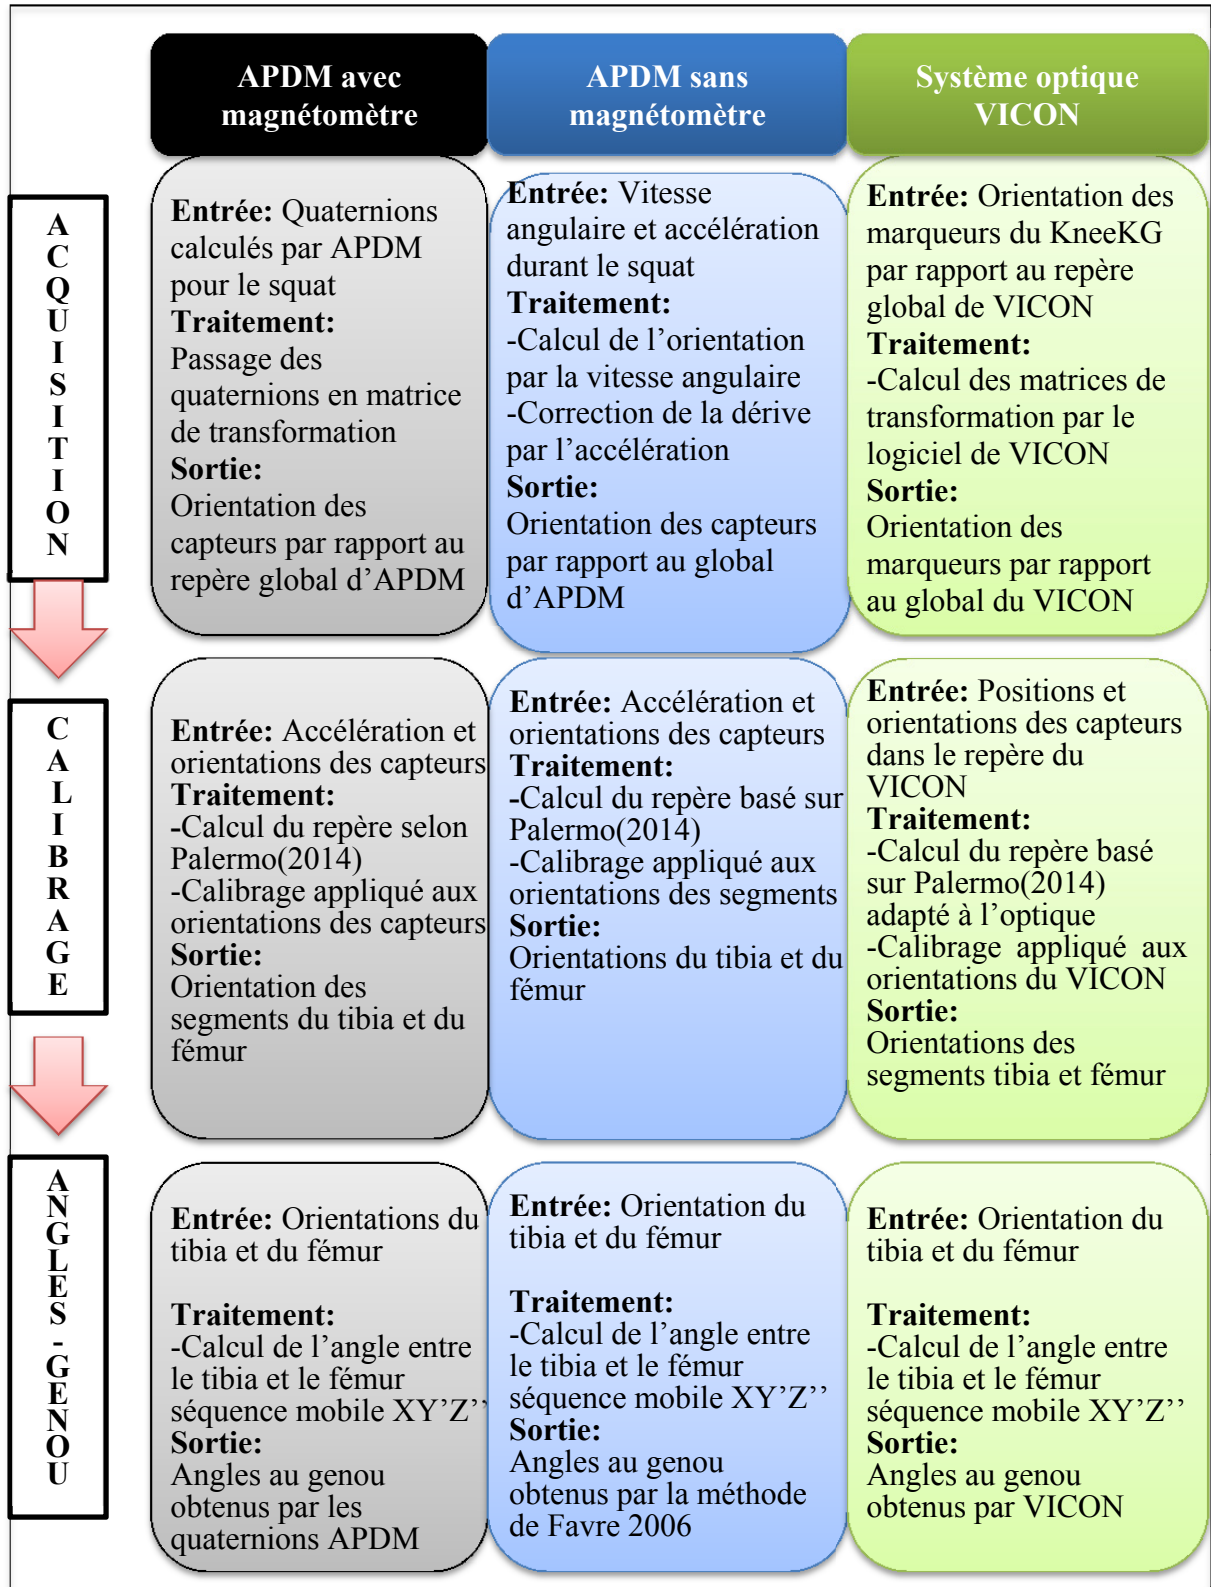 APDM avec
magnétomètre
APDM sans
magnétomètre
Système optique
VICON
ACQUISITION
Entrée: Quaternions
calculés par APDM
pour le squat
Traitement:
Passage des
quaternions en matrice
de transformation
Sortie:
Orientation des
capteurs par rapport au
repère global d’APDM
Entrée: Vitesse
angulaire et accélération
durant le squat
Traitement:
-Calcul de l’orientation
par la vitesse angulaire
-Correction de la dérive
par l’accélération
Sortie:
Orientation des capteurs
par rapport au global
d’APDM
Entrée: Orientation des
marqueurs du KneeKG
par rapport au repère
global de VICON
Traitement:
-Calcul des matrices de
transformation par le
logiciel de VICON
Sortie:
Orientation des
marqueurs par rapport
au global du VICON
CALIBRAGE
Entrée: Accélération et
orientations des capteurs
Traitement:
-Calcul du repère selon
Palermo(2014)
-Calibrage appliqué aux
orientations des capteurs
Sortie:
Orientation des
segments du tibia et du
fémur
Entrée: Accélération et
orientations des capteurs
Traitement:
-Calcul du repère basé sur
Palermo(2014)
-Calibrage appliqué aux
orientations des segments
Sortie:
Orientations du tibia et du
fémur
Entrée: Positions et
orientations des capteurs
dans le repère du
VICON
Traitement:
-Calcul du repère basé
sur Palermo(2014)
adapté à l’optique
-Calibrage appliqué aux
orientations du VICON
Sortie:
Orientations des
segments tibia et fémur
ANGLES-GENOU
Entrée: Orientations du
tibia et du fémur
Traitement:
-Calcul de l’angle entre
le tibia et le fémur
séquence mobile XY’Z’’
Sortie:
Angles au genou
obtenus par les
quaternions APDM
Entrée: Orientation du
tibia et du fémur
Traitement:
-Calcul de l’angle entre
le tibia et le fémur
séquence mobile XY’Z’’
Sortie:
Angles au genou
obtenus par la méthode
de Favre 2006
Entrée: Orientation du
tibia et du fémur
Traitement:
-Calcul de l’angle entre
le tibia et le fémur
séquence mobile XY’Z’’
Sortie:
Angles au genou
obtenus par VICON